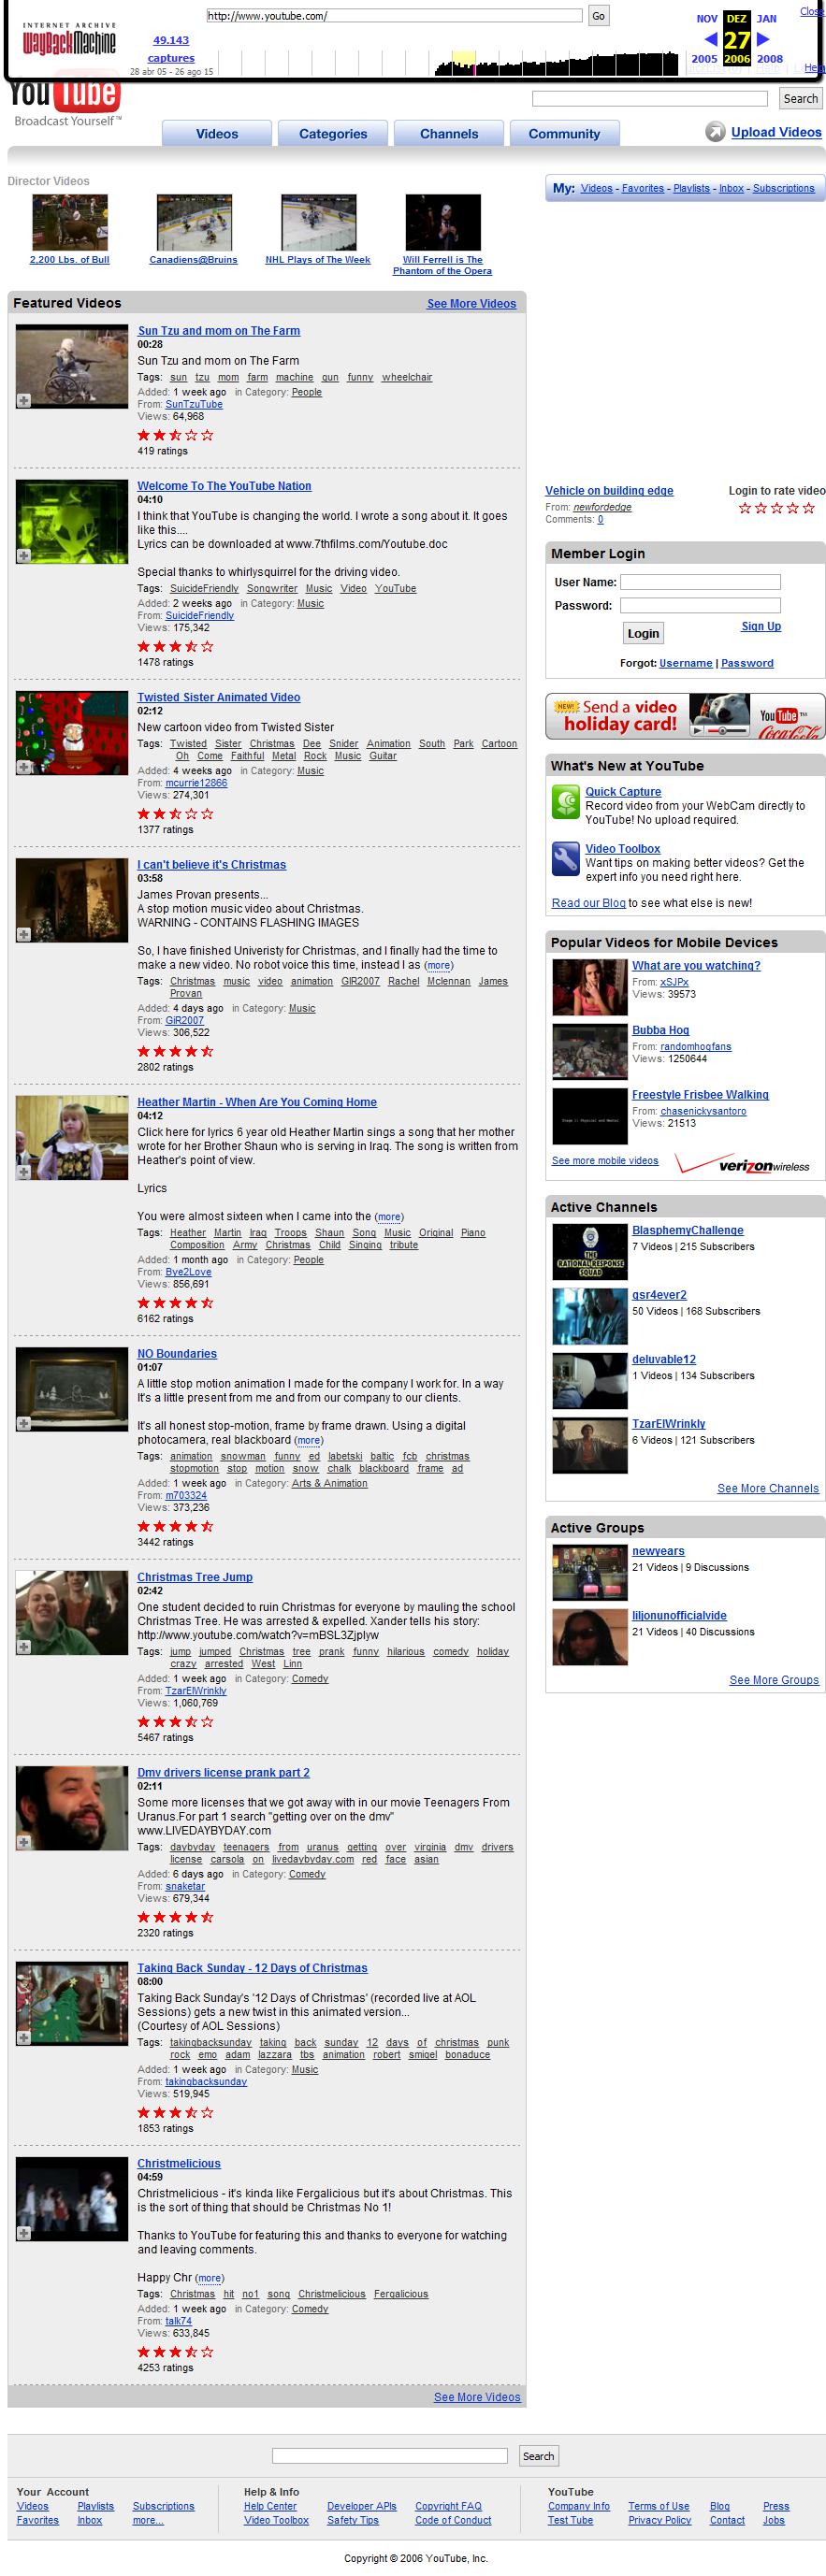 INTERNET ARCHIVE
WaybackMachine
http://www.youtube.com/
Go
49.143
captures
28 abr 05 - 26 ago 15
NOV DEZ JAN
27
2005 2006 2008
Close
Help
YouTube
Broadcast Yourself™
Search
Videos
Categories
Channels
Community
Upload Videos
Director Videos
2,200 Lbs. of Bull
Canadiens@Bruins
NHL Plays of The Week
Will Ferrell is The
Phantom of the Opera
My: Videos - Favorites - Playlists - Inbox - Subscriptions
Featured Videos
See More Videos
Sun Tzu and mom on The Farm
00:28
Sun Tzu and mom on The Farm
Tags: sun tzu mom farm machine gun funny wheelchair
Added: 1 week ago in Category: People
From: SunTzuTube
Views: 64,968
419 ratings
Welcome To The YouTube Nation
04:10
I think that YouTube is changing the world. I wrote a song about it. It goes
like this....
Lyrics can be downloaded at www.7thfilms.com/Youtube.doc
Special thanks to whirlysquirrel for the driving video.
Tags: SuicideFriendly Songwriter Music Video YouTube
Added: 2 weeks ago in Category: Music
From: SuicideFriendly
Views: 175,342
1478 ratings
Twisted Sister Animated Video
02:12
New cartoon video from Twisted Sister
Tags: Twisted Sister Christmas Dee Snider Animation South Park Cartoon
Oh Come Faithful Metal Rock Music Guitar
Added: 4 weeks ago in Category: Music
From: mcurrie12866
Views: 274,301
1377 ratings
I can't believe it's Christmas
03:58
James Provan presents...
A stop motion music video about Christmas.
WARNING - CONTAINS FLASHING IMAGES
So, I have finished Univeristy for Christmas, and I finally had the time to
make a new video. No robot voice this time, instead I as (more)
Tags: Christmas music video animation GIR2007 Rachel Mclennan James
Provan
Added: 4 days ago in Category: Music
From: GiR2007
Views: 306,522
2802 ratings
Heather Martin - When Are You Coming Home
04:12
Click here for lyrics 6 year old Heather Martin sings a song that her mother
wrote for her Brother Shaun who is serving in Iraq. The song is written from
Heather's point of view.
Lyrics
You were almost sixteen when I came into the (more)
Tags: Heather Martin Iraq Troops Shaun Song Music Original Piano
Composition Army Christmas Child Singing tribute
Added: 1 month ago in Category: People
From: Bye2Love
Views: 856,691
6162 ratings
NO Boundaries
01:07
A little stop motion animation I made for the company I work for. In a way
It's a little present from me and from our company to our clients.
It's all honest stop-motion, frame by frame drawn. Using a digital
photocamera, real blackboard (more)
Tags: animation snowman funny ed labetski baltic fcb christmas
stopmotion stop motion snow chalk blackboard frame ad
Added: 1 week ago in Category: Arts & Animation
From: m703324
Views: 373,236
3442 ratings
Christmas Tree Jump
02:42
One student decided to ruin Christmas for everyone by mauling the school
Christmas Tree. He was arrested & expelled. Xander tells his story:
http://www.youtube.com/watch?v=mBSL3Zjplyw
Tags: jump jumped Christmas tree prank funny hilarious comedy holiday
crazy arrested West Linn
Added: 1 week ago in Category: Comedy
From: TzarElWrinkly
Views: 1,060,769
5467 ratings
Dmv drivers license prank part 2
02:11
Some more licenses that we got away with in our movie Teenagers From
Uranus.For part 1 search "getting over on the dmv"
www.LIVEDAYBYDAY.com
Tags: daybyday teenagers from uranus getting over virginia dmv drivers
license carsola on livedaybyday.com red face asian
Added: 6 days ago in Category: Comedy
From: snaketar
Views: 679,344
2320 ratings
Taking Back Sunday - 12 Days of Christmas
08:00
Taking Back Sunday's '12 Days of Christmas' (recorded live at AOL
Sessions) gets a new twist in this animated version...
(Courtesy of AOL Sessions)
Tags: takingbacksunday taking back sunday 12 days of christmas punk
rock emo adam lazzara tbs animation robert smigel bonaduce
Added: 1 week ago in Category: Music
From: takingbacksunday
Views: 519,945
1853 ratings
Christmelicious
04:59
Christmelicious - it's kinda like Fergalicious but it's about Christmas. This
is the sort of thing that should be Christmas No 1!
Thanks to YouTube for featuring this and thanks to everyone for watching
and leaving comments.
Happy Chr (more)
Tags: Christmas hit no1 song Christmelicious Fergalicious
Added: 1 week ago in Category: Comedy
From: talk74
Views: 633,845
4253 ratings
See More Videos
Vehicle on building edge
From: newfordedge
Comments: 0
Login to rate video
Member Login
User Name:
Password:
Login
Sign Up
Forgot: Username | Password
NEW! Send a video
holiday card!
YouTube™
Coca-Cola
What's New at YouTube
Quick Capture
Record video from your WebCam directly to
YouTube! No upload required.
Video Toolbox
Want tips on making better videos? Get the
expert info you need right here.
Read our Blog to see what else is new!
Popular Videos for Mobile Devices
What are you watching?
From: xSJPx
Views: 39573
Bubba Hog
From: randomhogfans
Views: 1250644
Freestyle Frisbee Walking
From: chasenickysantoro
Views: 21513
See more mobile videos
verizonwireless
Active Channels
THE
RATIONAL RESPONSE
SQUAD
BlasphemyChallenge
7 Videos | 215 Subscribers
gsr4ever2
50 Videos | 168 Subscribers
deluvable12
1 Videos | 134 Subscribers
TzarElWrinkly
6 Videos | 121 Subscribers
See More Channels
Active Groups
newyears
21 Videos | 9 Discussions
liljonunofficialvide
21 Videos | 40 Discussions
See More Groups
Search
Your Account
Videos Playlists Subscriptions
Favorites Inbox more...
Help & Info
Help Center Developer APIs Copyright FAQ
Video Toolbox Safety Tips Code of Conduct
YouTube
Company Info Terms of Use Blog Press
Test Tube Privacy Policy Contact Jobs
Copyright © 2006 YouTube, Inc.